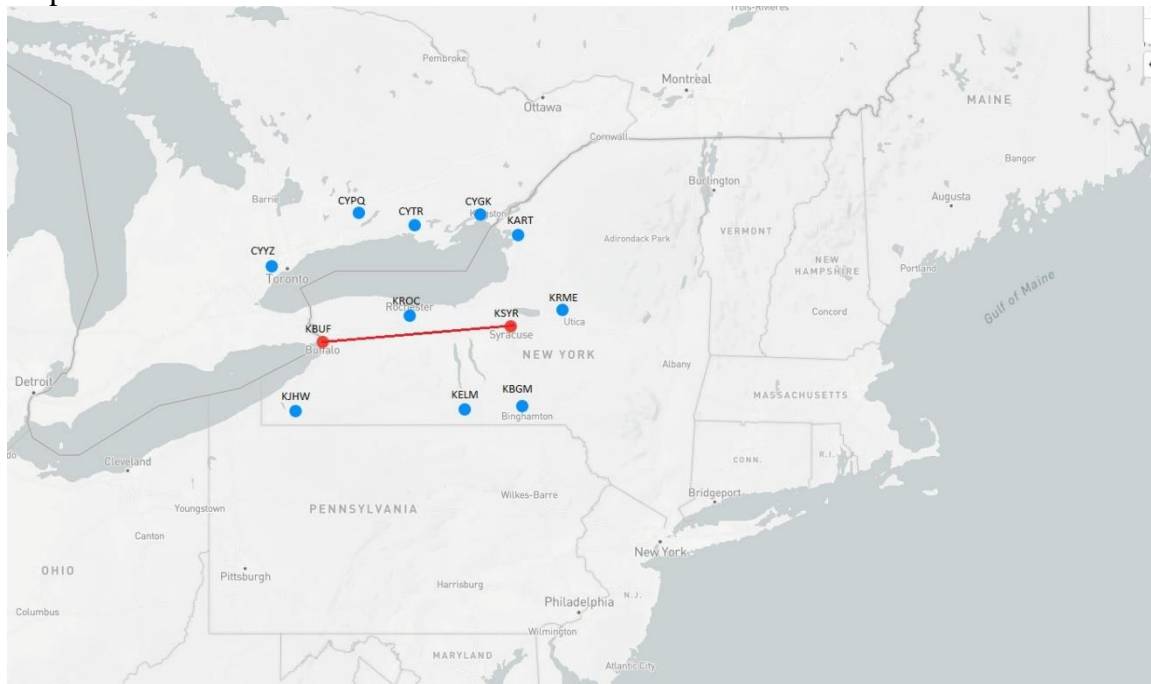 Trois-Rivières
Pembroke
Montreal
Ottawa
MAINE
Cornwall
Bangor
Burlington
Augusta
Barrie
CYPQ
CYTR
CYGK
Kingston
KART
VERMONT
Adirondack Park
CYYZ
Toronto
NEW
HAMPSHIRE
Portland
Gulf of Maine
KROC
Rochester
KSYR
KRME
Utica
Concord
KBUF
Buffalo
Syracuse
NEW YORK
Albany
Detroit
MASSACHUSETTS
KJHW
KELM
KBGM
Binghamton
Cleveland
CONN.
R.I.
Bridgeport
Wilkes-Barre
Youngstown
PENNSYLVANIA
Canton
New York
OHIO
Pittsburgh
Harrisburg
N.J.
Columbus
Philadelphia
Wilmington
MARYLAND
Atlantic City